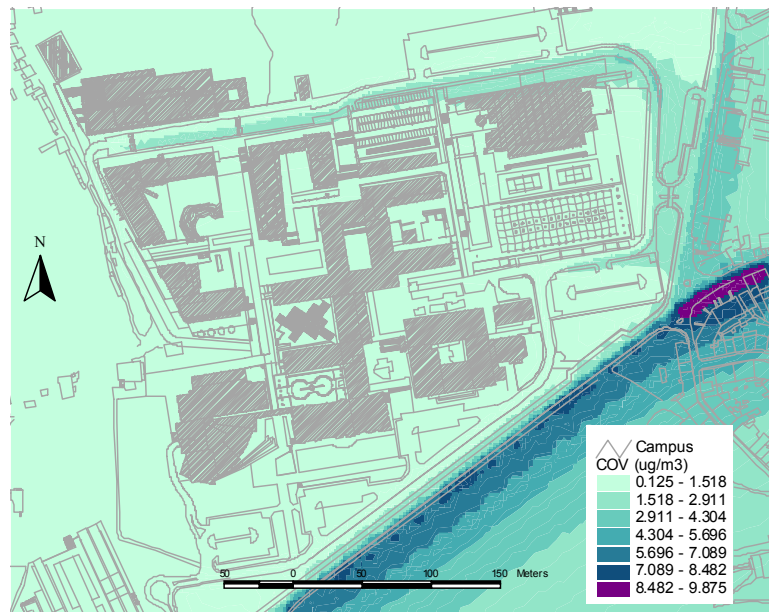 N
Campus
COV (ug/m3)
0.125 - 1.518
1.518 - 2.911
2.911 - 4.304
4.304 - 5.696
5.696 - 7.089
7.089 - 8.482
8.482 - 9.875
50 0 50 100 150 Meters